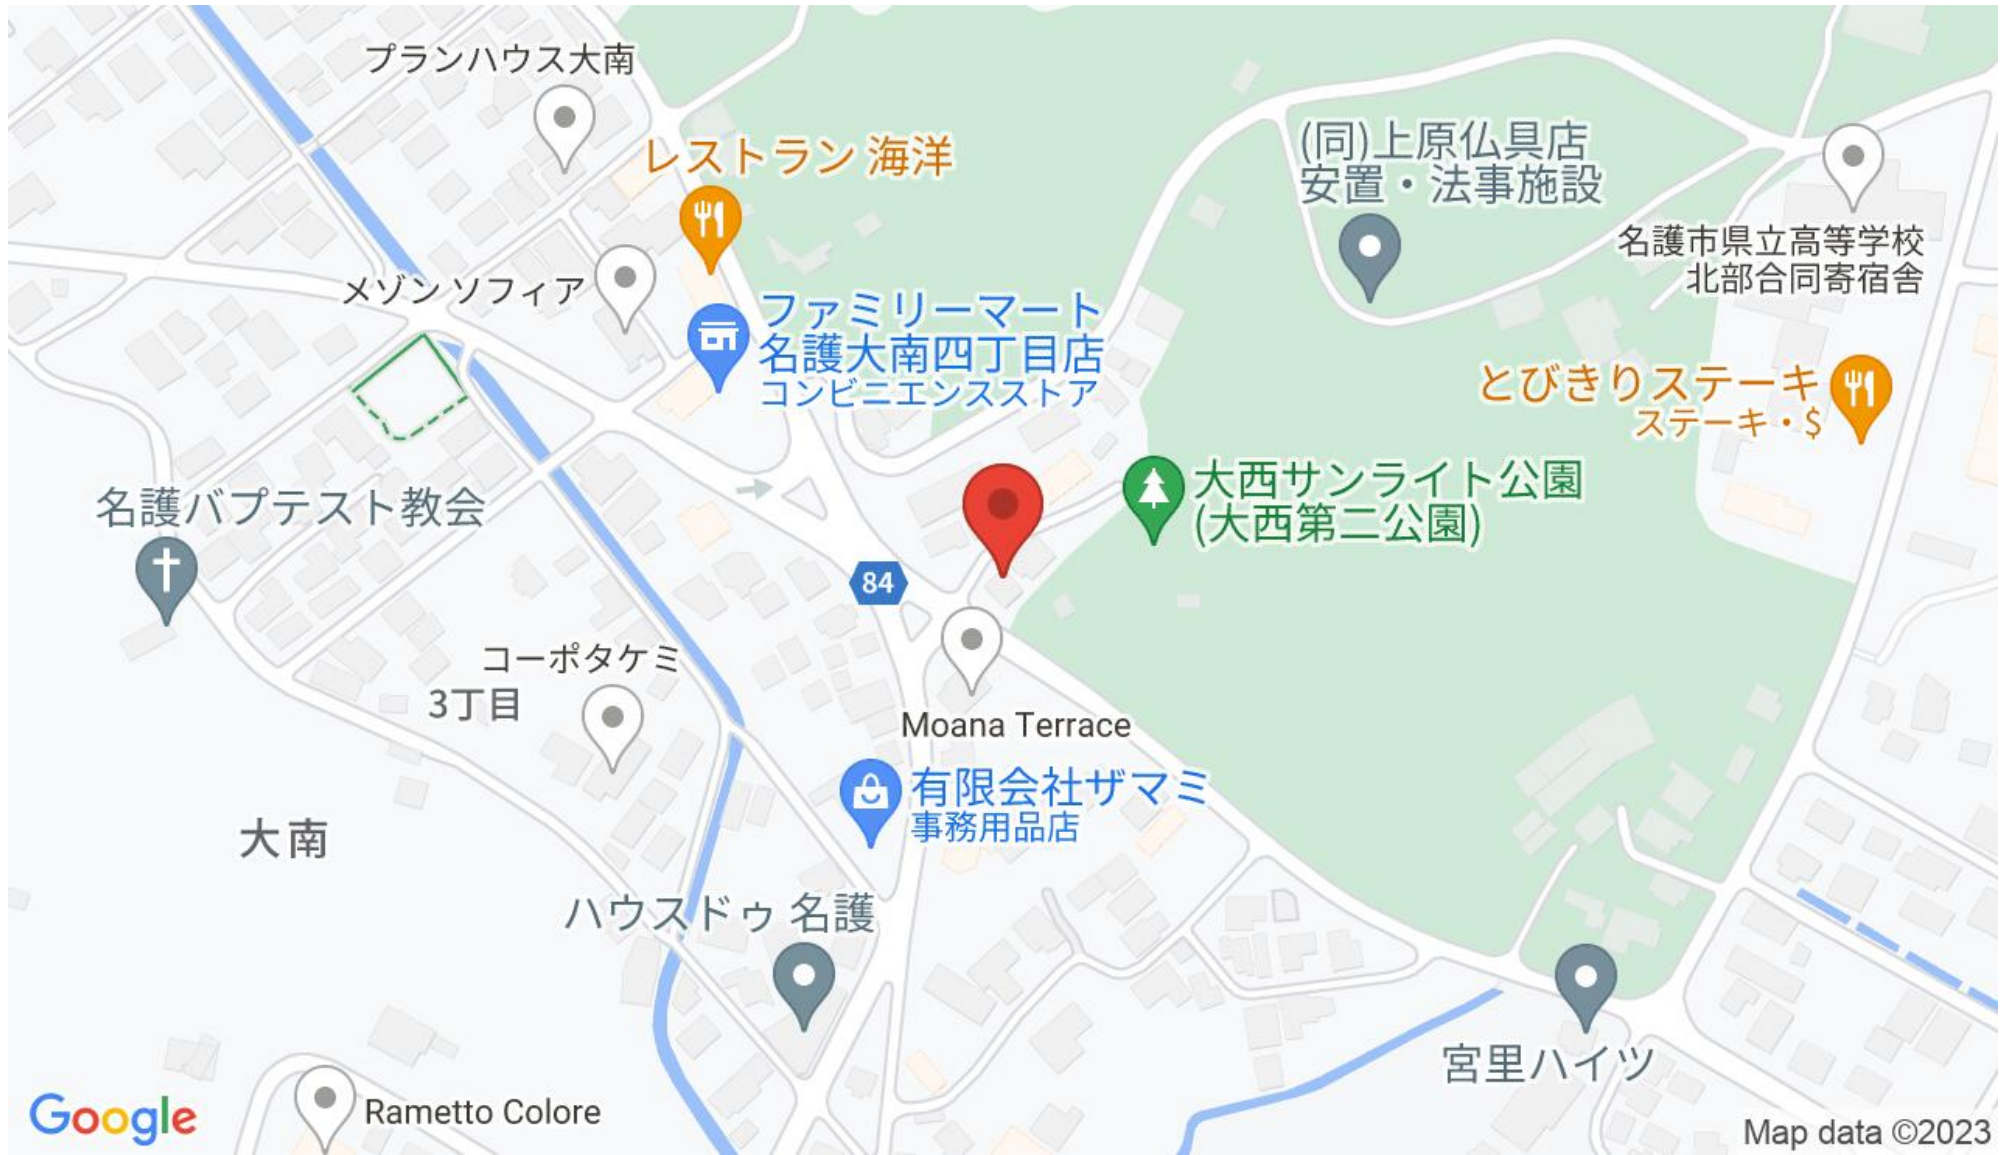 プランハウス大南
レストラン 海洋
(同)上原仏具店
安置・法事施設
名護市県立高等学校
北部合同寄宿舎
メゾン ソフィア
ファミリーマート
名護大南四丁目店
コンビニエンスストア
とびきりステーキ
ステーキ・$
大西サンライト公園
(大西第二公園)
名護バプテスト教会
84
コーポタケミ
3丁目
Moana Terrace
有限会社ザマミ
事務用品店
大南
ハウスドゥ 名護
宮里ハイツ
Google
Rametto Colore
Map data ©2023